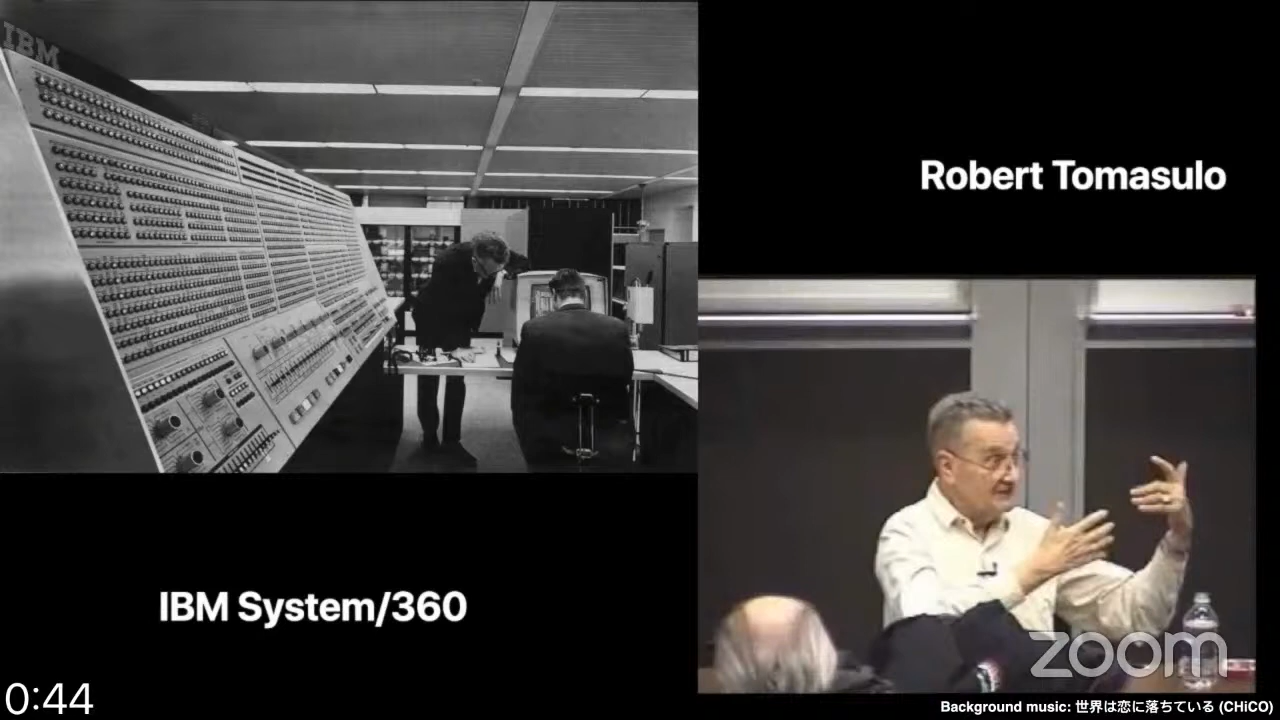 IBM
Robert Tomasulo
IBM System/360
zoom
0:44
Background music: 世界は恋に落ちている (CHiCO)